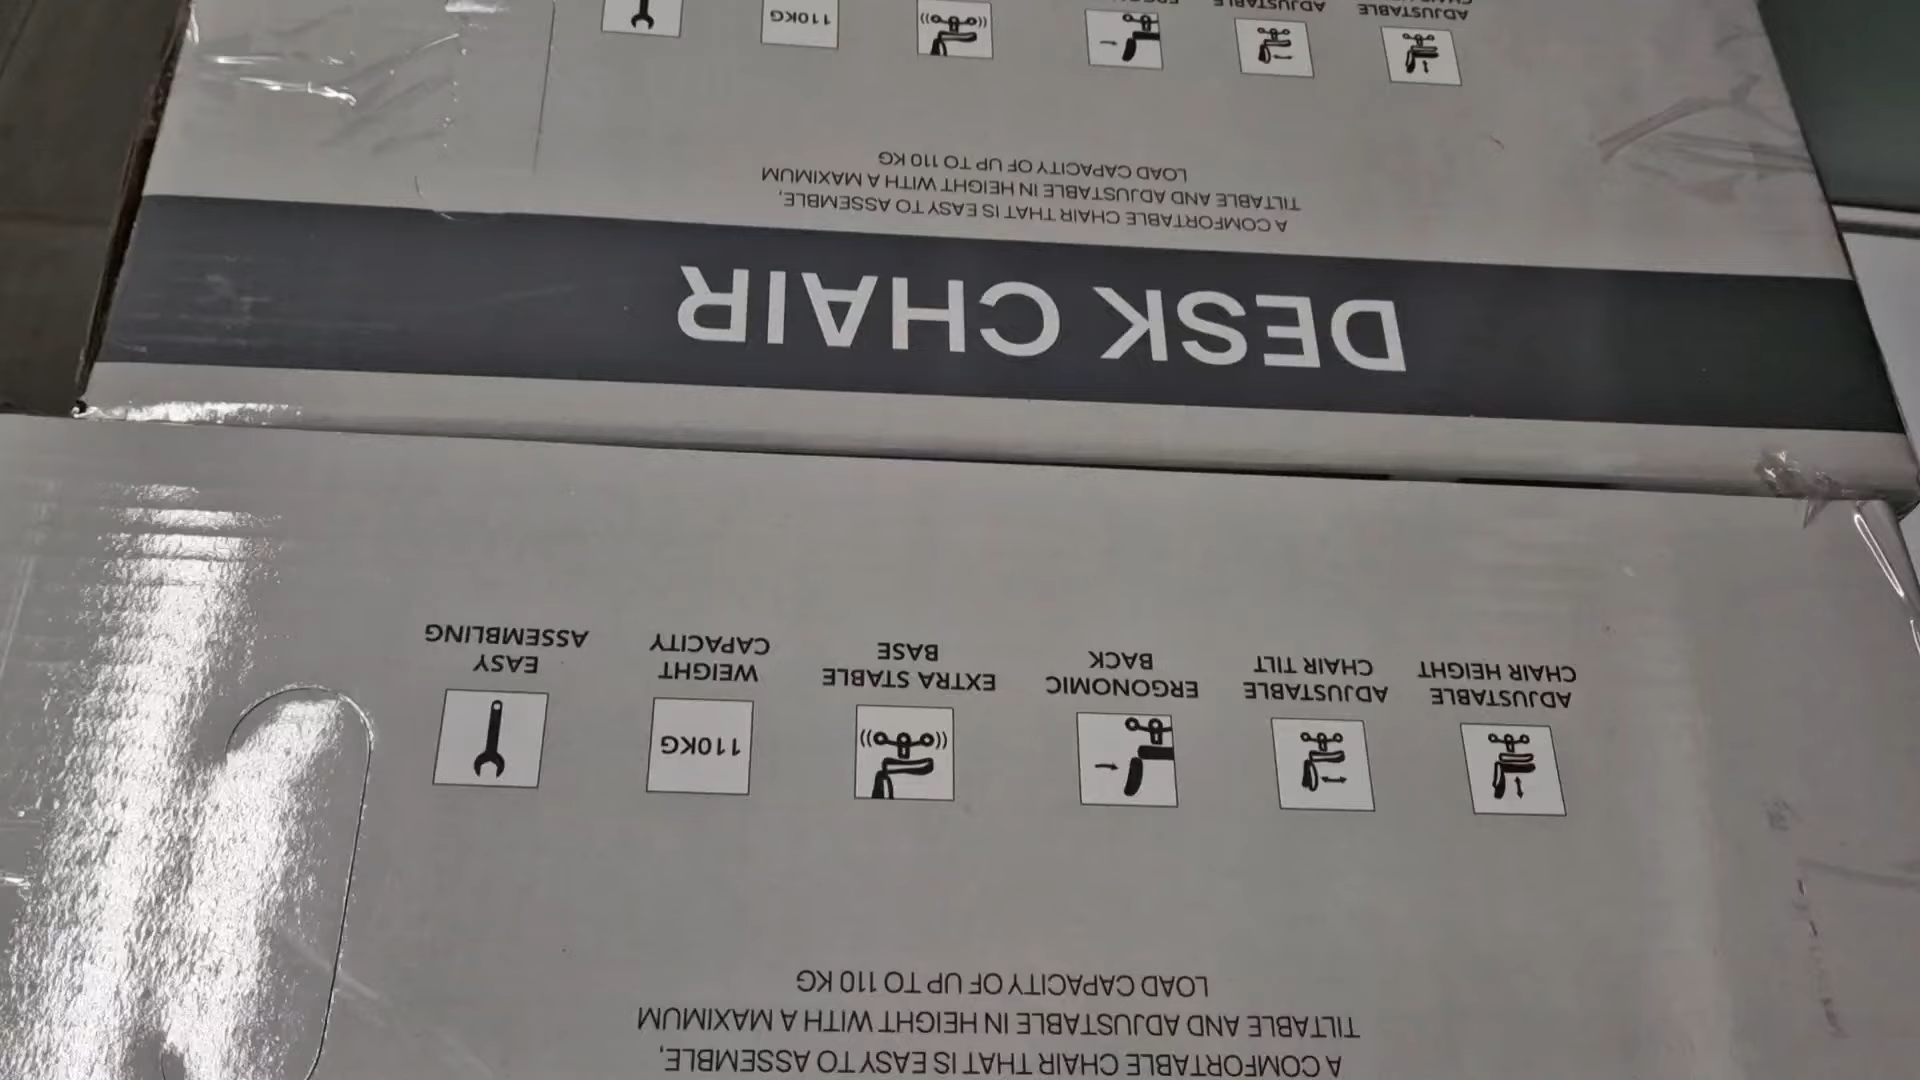 DESK CHAIR
A COMFORTABLE CHAIR THAT IS EASY TO ASSEMBLE,
TILTABLE AND ADJUSTABLE IN HEIGHT WITH A MAXIMUM
LOAD CAPACITY OF UP TO 110 KG
ADJUSTABLE
ADJUSTABLE
110KG
A COMFORTABLE CHAIR THAT IS EASY TO ASSEMBLE,
TILTABLE AND ADJUSTABLE IN HEIGHT WITH A MAXIMUM
LOAD CAPACITY OF UP TO 110 KG
110KG
ADJUSTABLE
CHAIR HEIGHT
ADJUSTABLE
CHAIR TILT
ERGONOMIC
BACK
EXTRA STABLE
BASE
WEIGHT
CAPACITY
EASY
ASSEMBLING